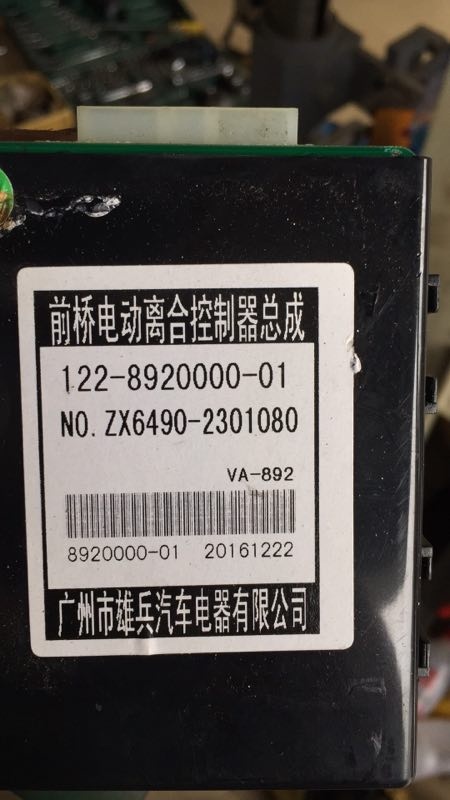 前桥电动离合控制器总成
122-8920000-01
NO. ZX6490-2301080
VA-892
8920000-01 20161222
广州市雄兵汽车电器有限公司